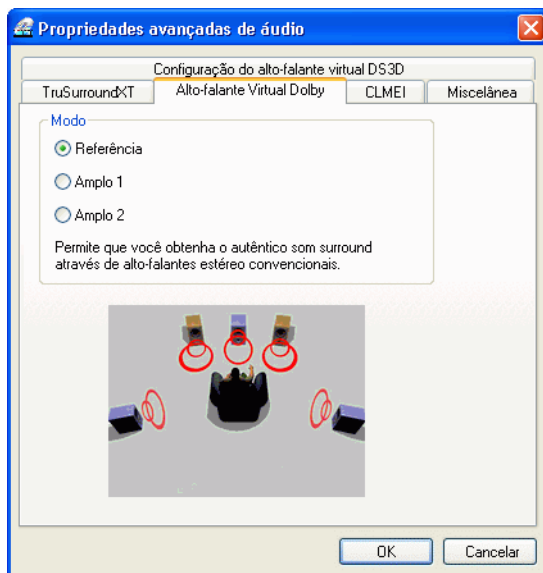 Propriedades avançadas de áudio
Configuração do alto-falante virtual DS3D
TruSurroundXT
Alto-falante Virtual Dolby
CLMEI
Miscelânea
Modo
Referência
Amplo 1
Amplo 2
Permite que você obtenha o autêntico som surround
através de alto-falantes estéreo convencionais.
OK
Cancelar